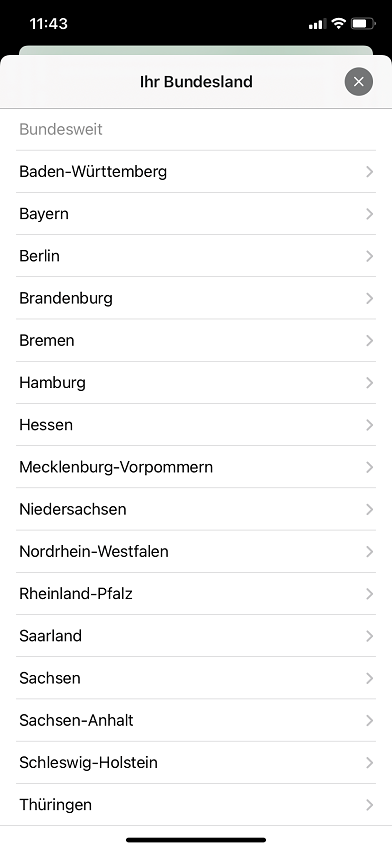 11:43
Ihr Bundesland
Bundesweit
Baden-Württemberg
Bayern
Berlin
Brandenburg
Bremen
Hamburg
Hessen
Mecklenburg-Vorpommern
Niedersachsen
Nordrhein-Westfalen
Rheinland-Pfalz
Saarland
Sachsen
Sachsen-Anhalt
Schleswig-Holstein
Thüringen